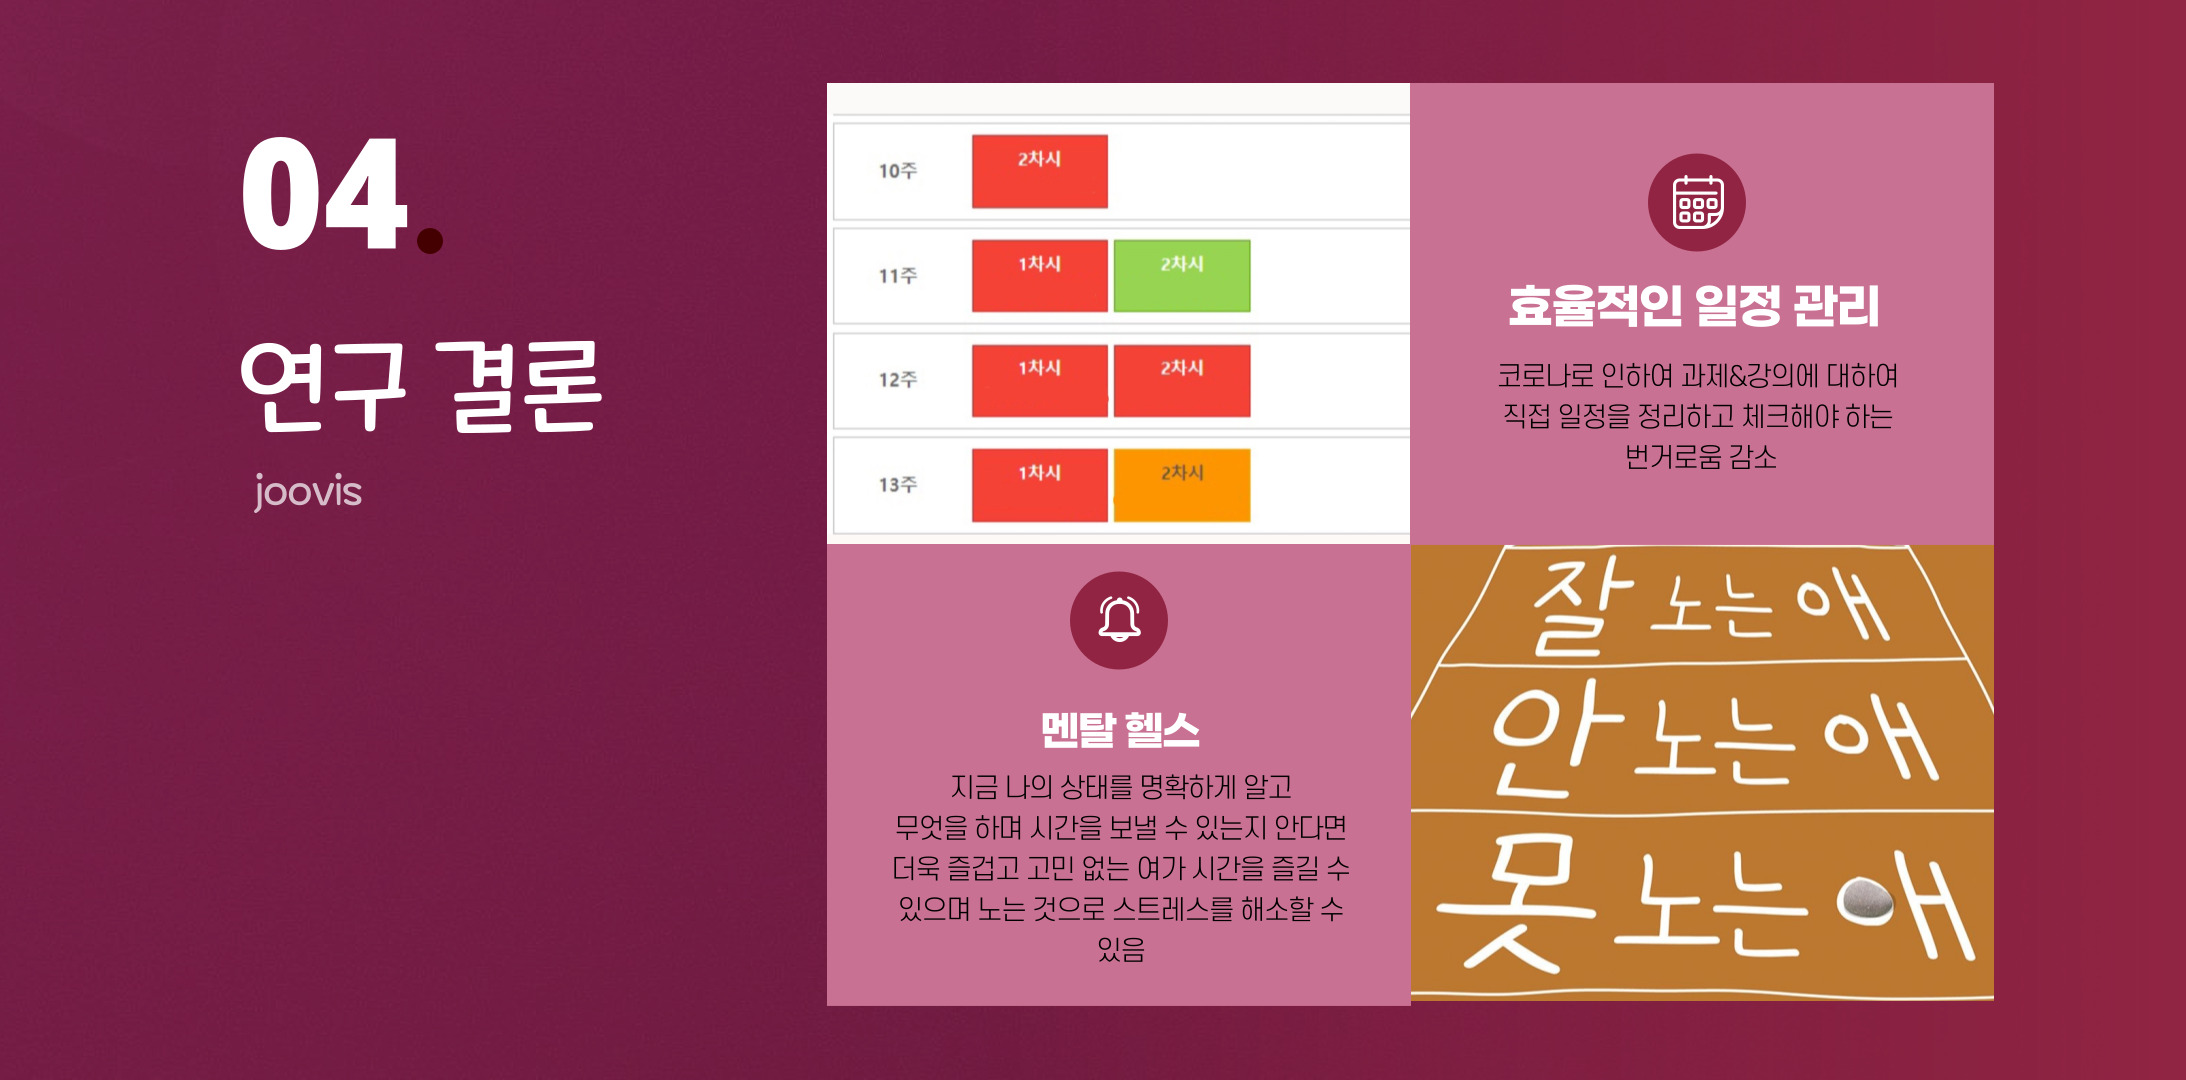 04.
연구 결론
joovis
10주 2차시
11주 1차시 2차시
12주 1차시 2차시
13주 1차시 2차시
효율적인 일정 관리
코로나로 인하여 과제&강의에 대하여
직접 일정을 정리하고 체크해야 하는
번거로움 감소
멘탈 헬스
지금 나의 상태를 명확하게 알고
무엇을 하며 시간을 보낼 수 있는지 안다면
더욱 즐겁고 고민 없는 여가 시간을 즐길 수
있으며 노는 것으로 스트레스를 해소할 수
있음
잘 노는 애
안 노는 애
못 노는 애